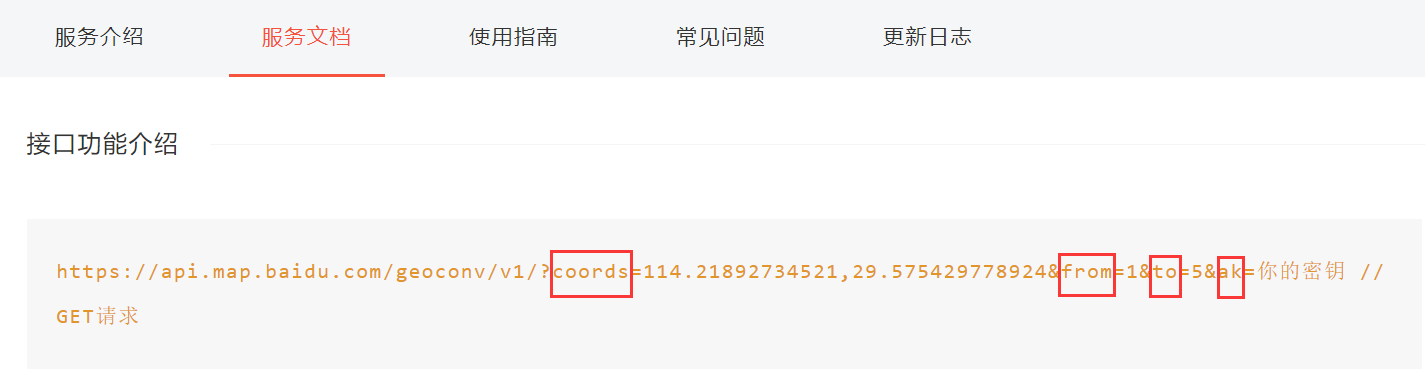 服务介绍 服务文档 使用指南 常见问题 更新日志
接口功能介绍
https://api.map.baidu.com/geoconv/v1/?coords=114.21892734521,29.575429778924&from=1&to=5&ak=你的密钥 //
GET请求